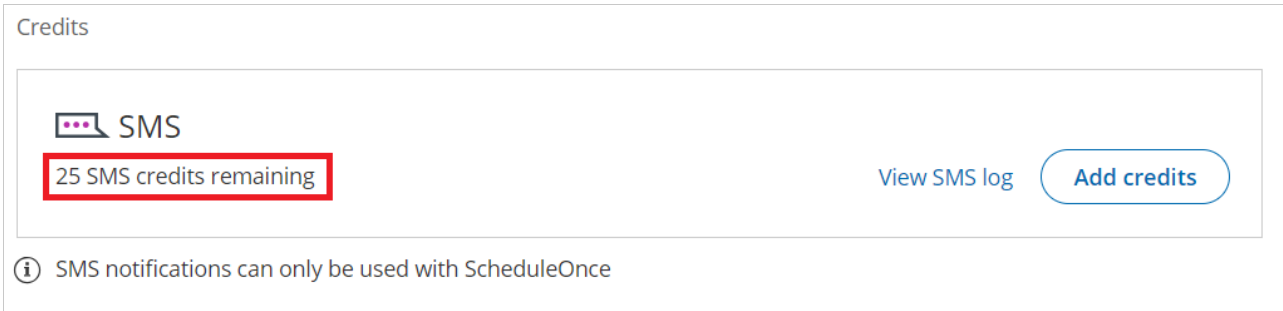 Credits
SMS
25 SMS credits remaining
View SMS log
Add credits
SMS notifications can only be used with ScheduleOnce